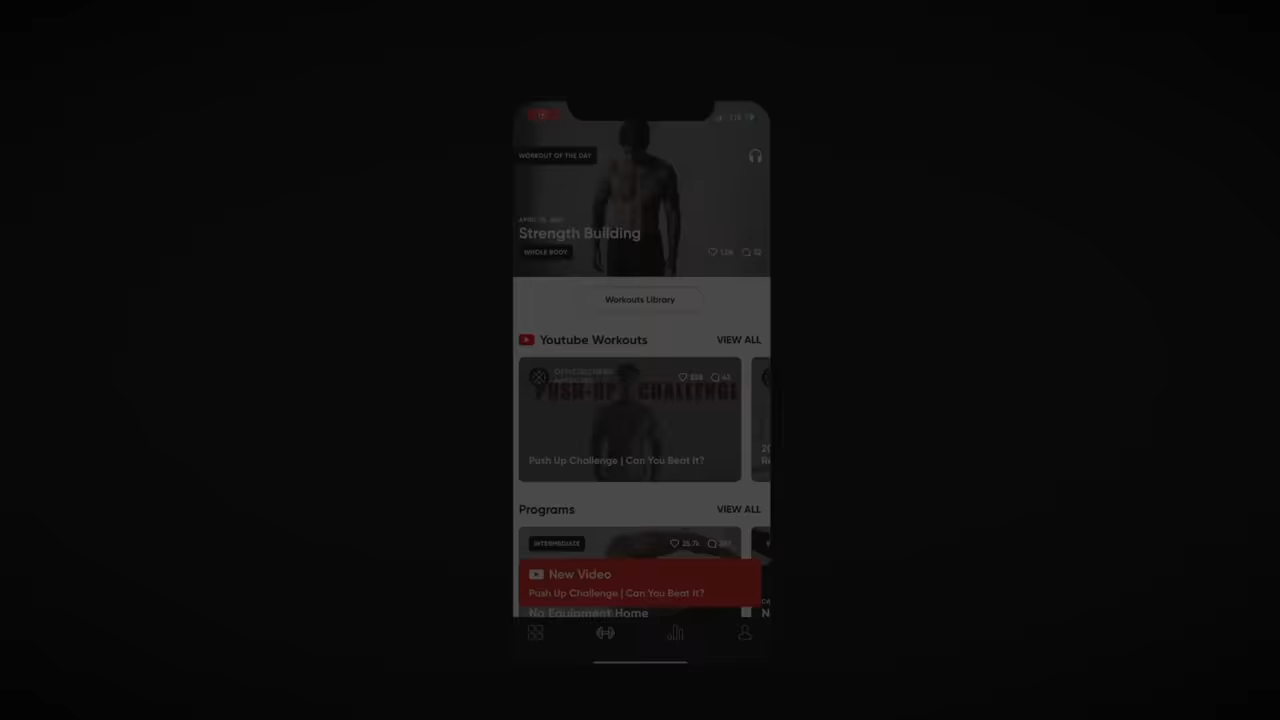 WORKOUT OF THE DAY
Strength Building
WHOLE BODY
Workouts Library
Youtube Workouts
VIEW ALL
PUSH-UP CHALLENGE
Push Up Challenge | Can You Beat It?
Programs
VIEW ALL
INTERMEDIATE
25.7k
New Video
Push Up Challenge | Can You Beat It?
No Equipment Home